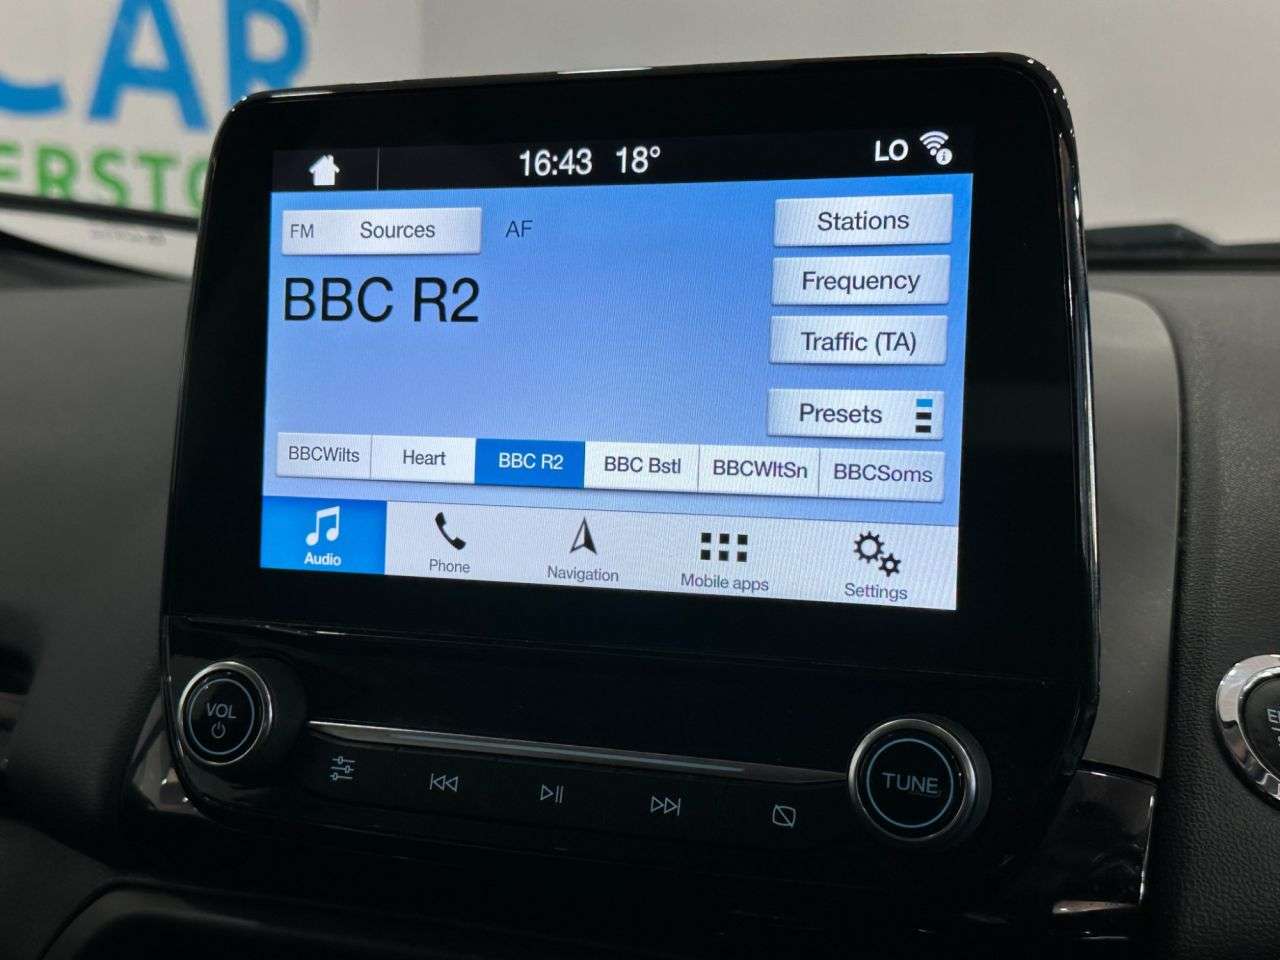 CAR
ERSTO
16:43 18° LO
FM Sources AF
Stations
BBC R2
Frequency
Traffic (TA)
Presets
BBCWilts Heart BBC R2 BBC Bstl BBCWltSn BBCSoms
Audio Phone Navigation Mobile apps Settings
VOL
TUNE